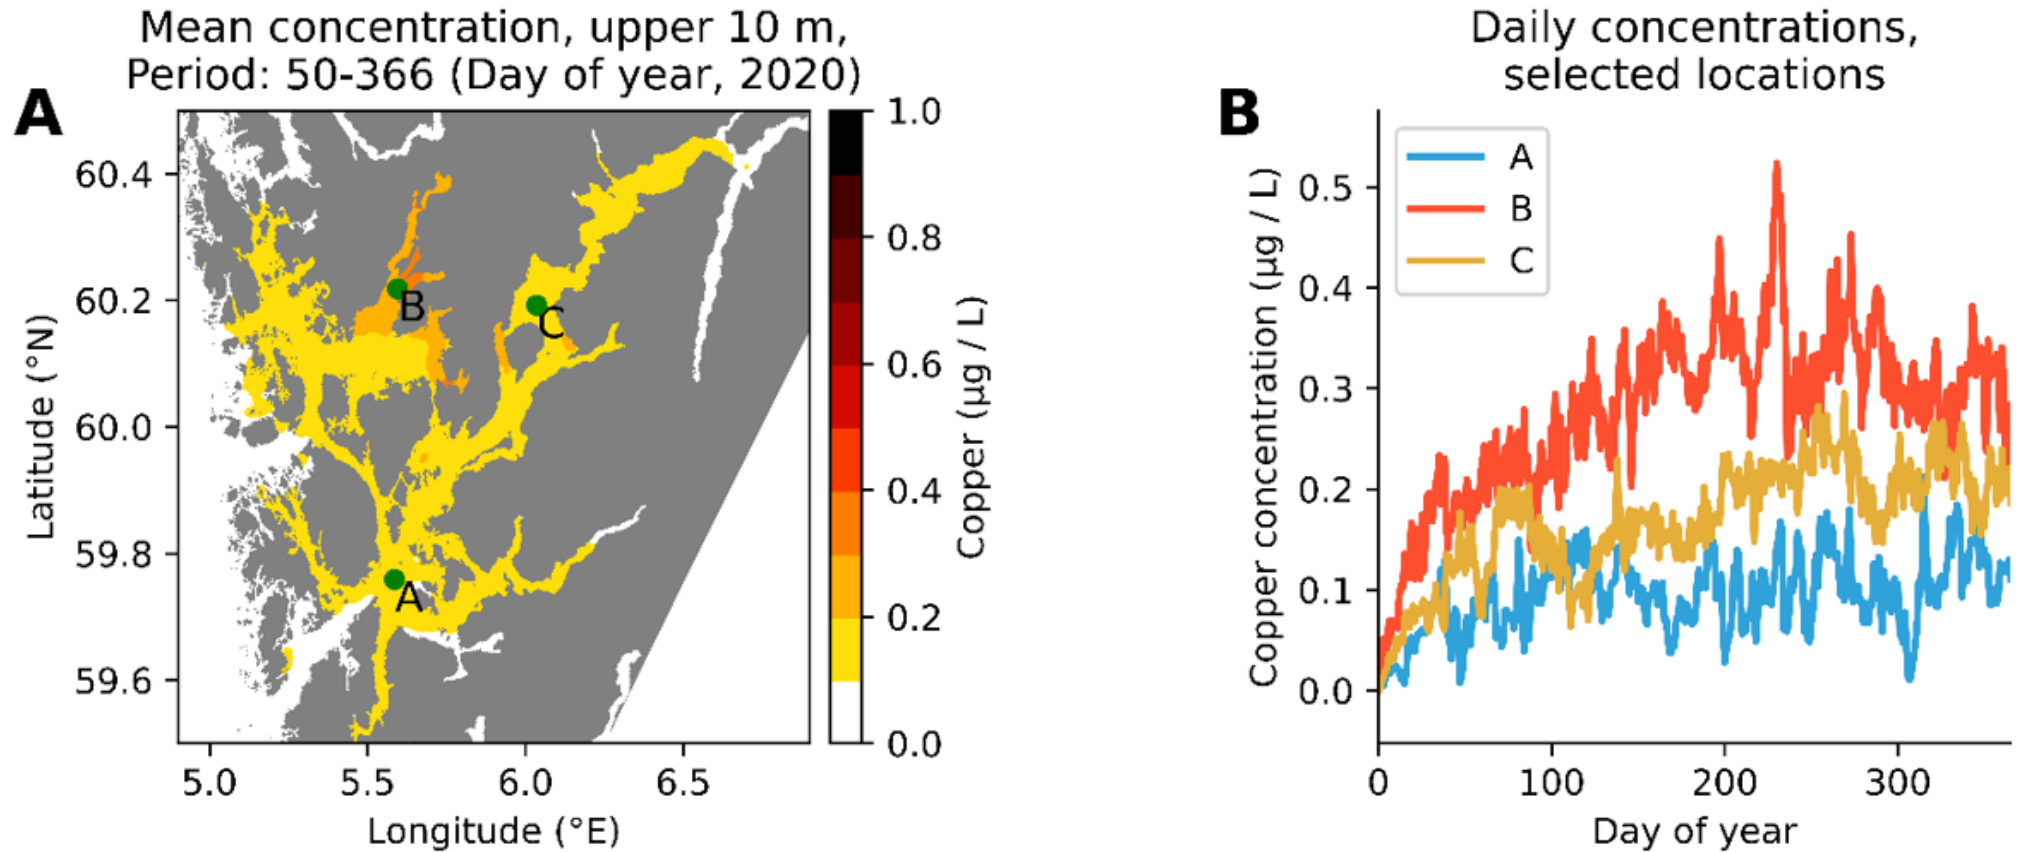 Mean concentration, upper 10 m,
Period: 50-366 (Day of year, 2020)
A
60.4
60.2
60.0
59.8
59.6
Latitude (°N)
5.0
5.5
6.0
6.5
Longitude (°E)
B
C
A
1.0
0.8
0.6
0.4
0.2
0.0
Copper (µg / L)
Daily concentrations,
selected locations
B
A
B
C
0.5
0.4
0.3
0.2
0.1
0.0
Copper concentration (µg / L)
0
100
200
300
Day of year